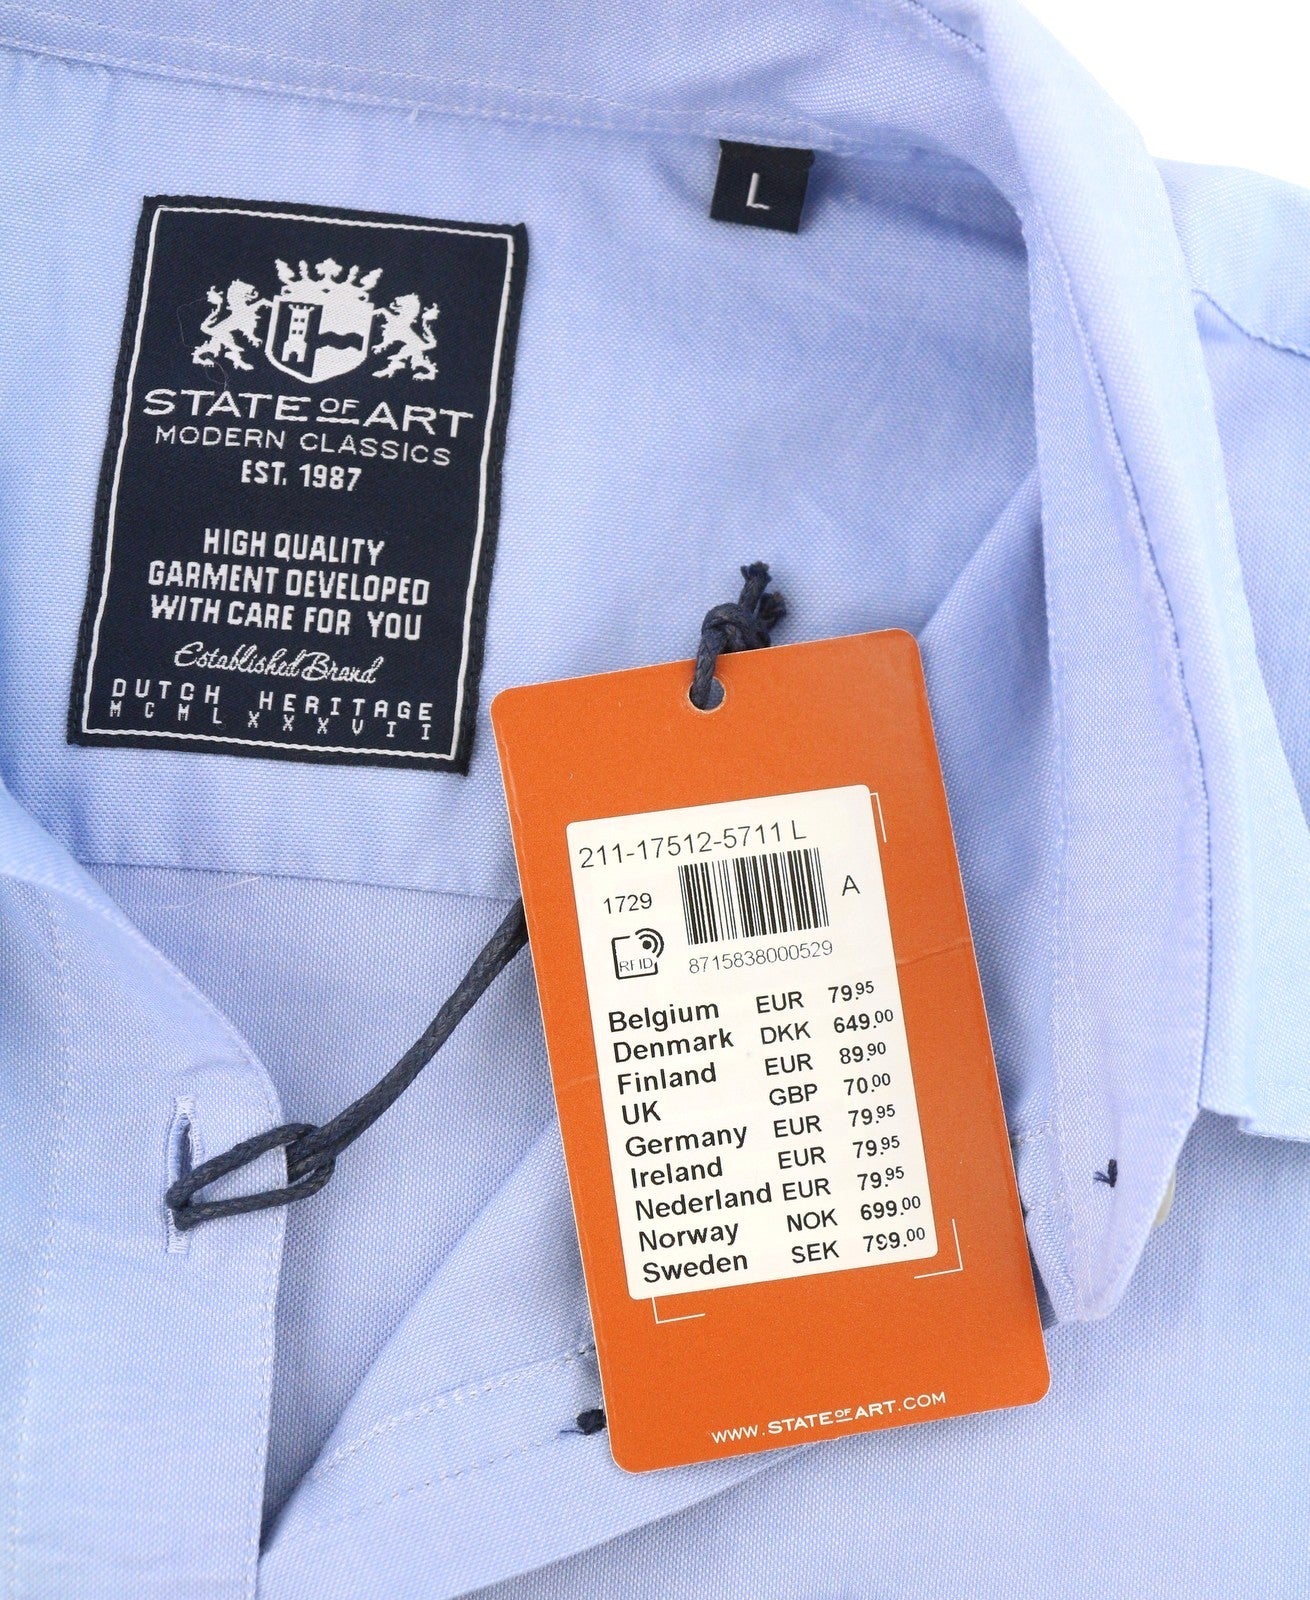 L
STATE OF ART
MODERN CLASSICS
EST. 1987
HIGH QUALITY
GARMENT DEVELOPED
WITH CARE FOR YOU
Established Brand
DUTCH HERITAGE
MCMLXXXVII
211-17512-5711 L
1729
A
RFID
8715838000529
Belgium EUR 79.95
Denmark DKK 649.00
Finland EUR 89.90
UK GBP 70.00
Germany EUR 79.95
Ireland EUR 79.95
Nederland EUR 79.95
Norway NOK 699.00
Sweden SEK 799.00
WWW.STATEOFART.COM